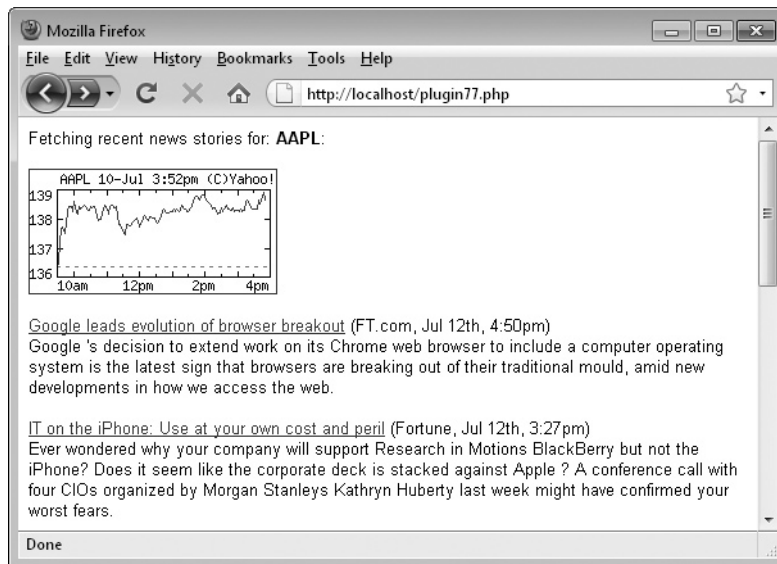 Mozilla Firefox
File Edit View History Bookmarks Tools Help
http://localhost/plugin77.php
Fetching recent news stories for: AAPL:
AAPL 10-Jul 3:52pm (C)Yahoo!
139
138
137
136
10am 12pm 2pm 4pm
Google leads evolution of browser breakout (FT.com, Jul 12th, 4:50pm)
Google 's decision to extend work on its Chrome web browser to include a computer operating
system is the latest sign that browsers are breaking out of their traditional mould, amid new
developments in how we access the web.
IT on the iPhone: Use at your own cost and peril (Fortune, Jul 12th, 3:27pm)
Ever wondered why your company will support Research in Motions BlackBerry but not the
iPhone? Does it seem like the corporate deck is stacked against Apple ? A conference call with
four CIOs organized by Morgan Stanleys Kathryn Huberty last week might have confirmed your
worst fears.
Done